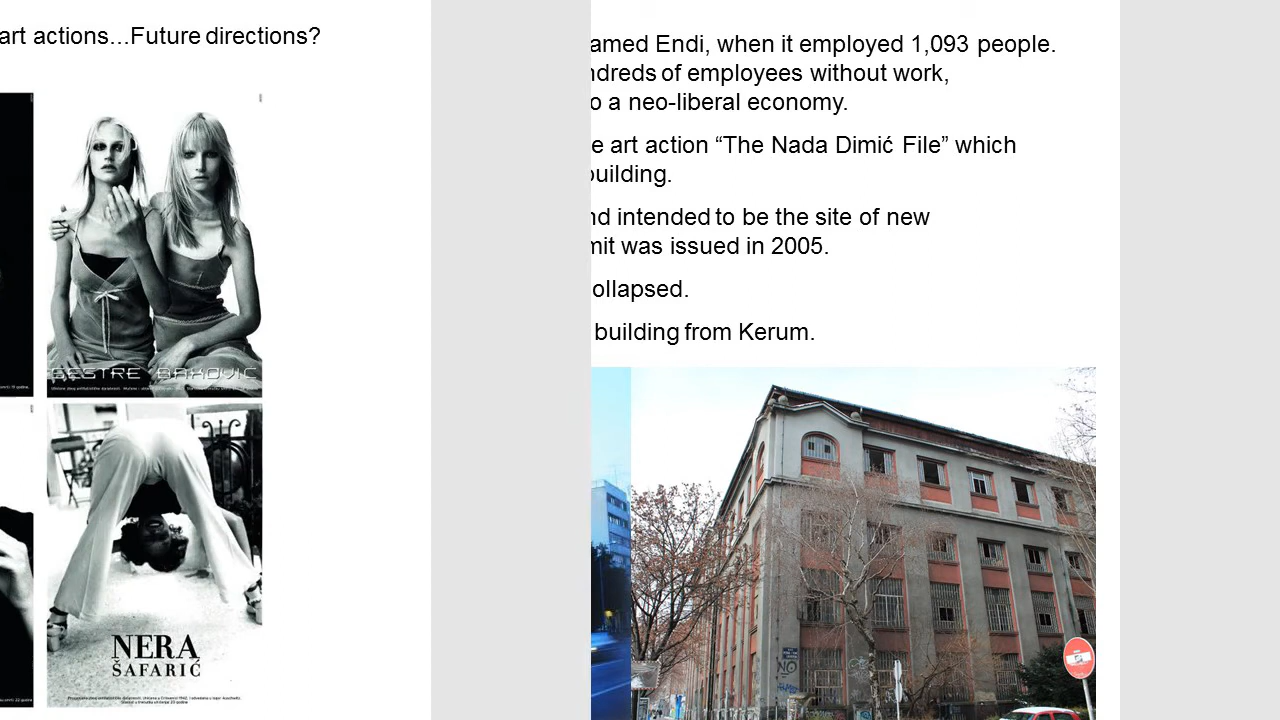 art actions...Future directions?
SESTRE BAKOVIĆ
NERA
ŠAFARIĆ
amed Endi, when it employed 1,093 people.
ndreds of employees without work,
o a neo-liberal economy.
e art action “The Nada Dimić File” which
building.
nd intended to be the site of new
mit was issued in 2005.
ollapsed.
building from Kerum.
NO